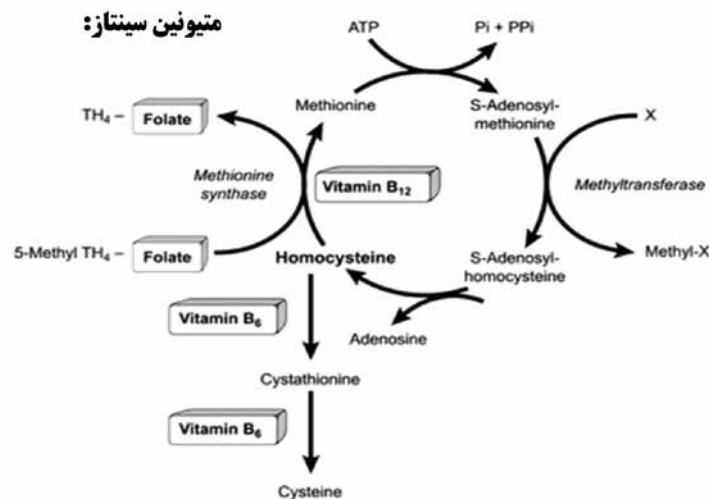 متیونین سینتاز:
ATP
Pi + PPi
TH4 – Folate
Methionine
S-Adenosyl-
methionine
X
Methionine
synthase
Vitamin B12
Methyltransferase
5-Methyl TH4 – Folate
Homocysteine
S-Adenosyl-
homocysteine
Methyl-X
Vitamin B6
Adenosine
Cystathionine
Vitamin B6
Cysteine